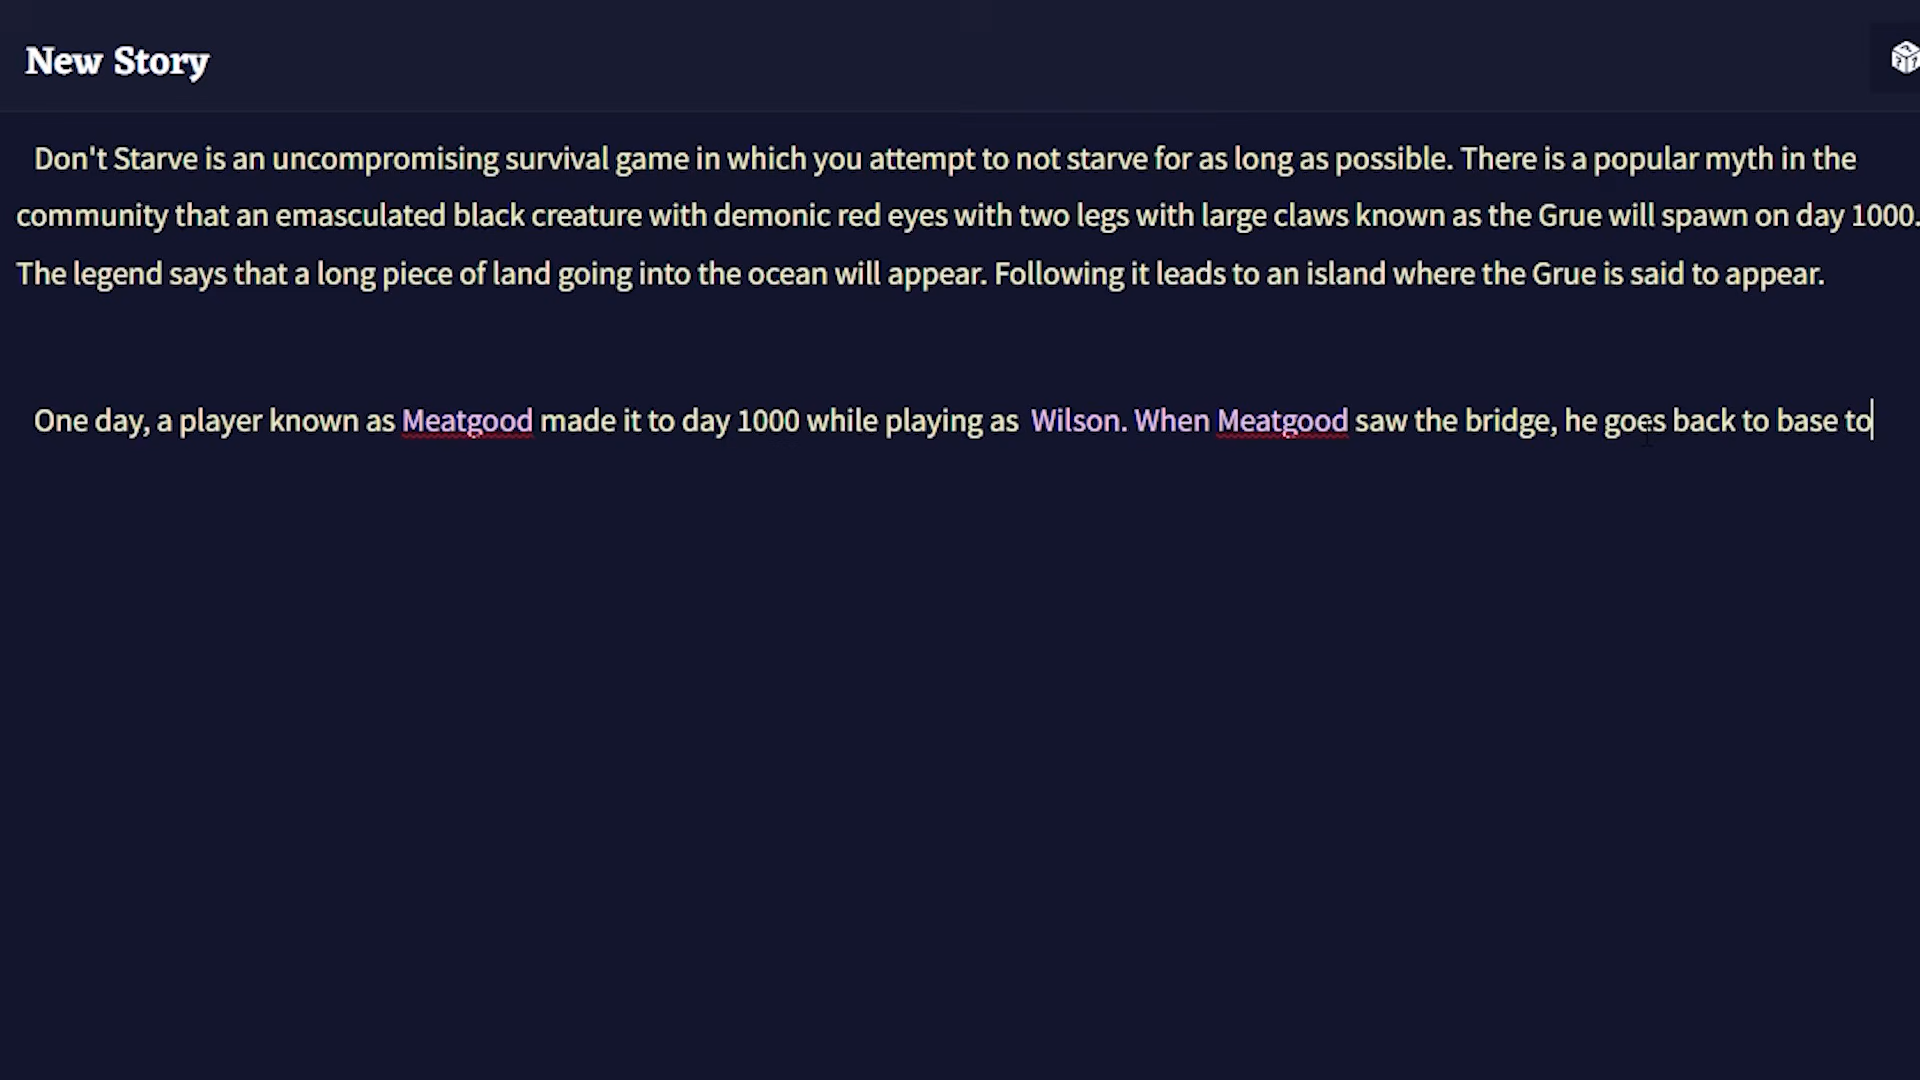 New Story
Don't Starve is an uncompromising survival game in which you attempt to not starve for as long as possible. There is a popular myth in the
community that an emasculated black creature with demonic red eyes with two legs with large claws known as the Grue will spawn on day 1000.
The legend says that a long piece of land going into the ocean will appear. Following it leads to an island where the Grue is said to appear.
One day, a player known as Meatgood made it to day 1000 while playing as Wilson. When Meatgood saw the bridge, he goes back to base to